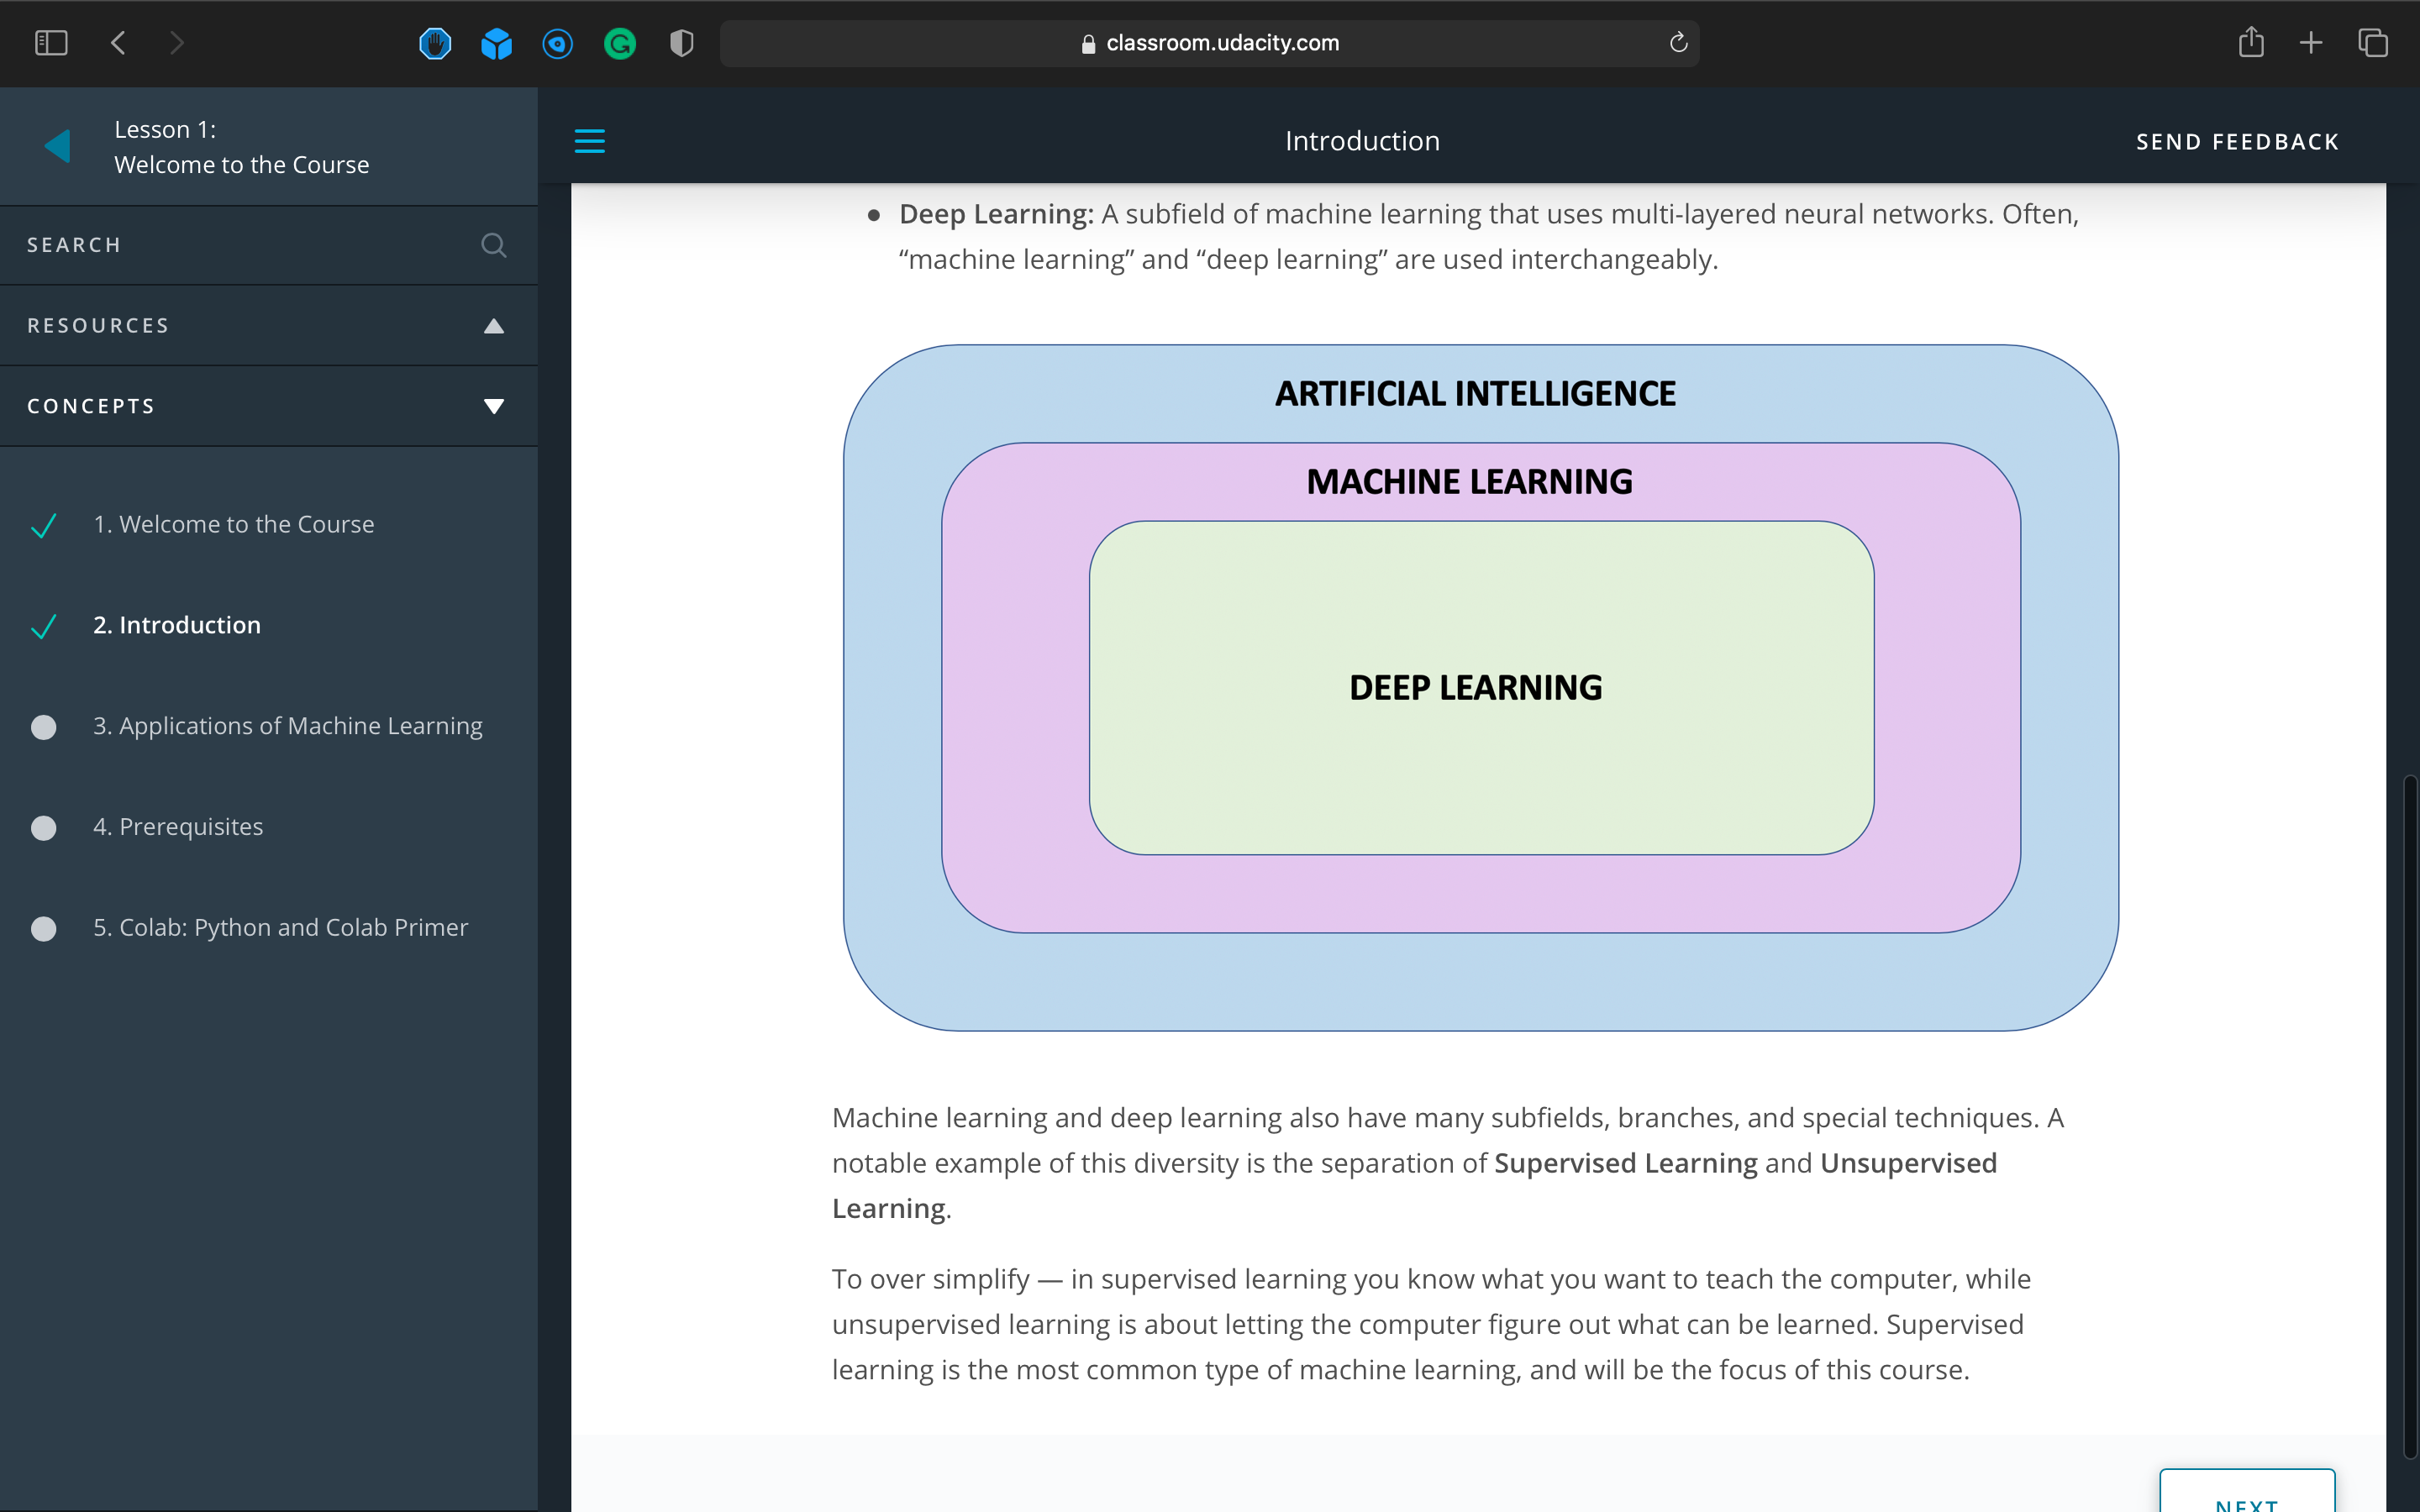 classroom.udacity.com
Lesson 1:
Welcome to the Course
SEARCH
RESOURCES
CONCEPTS
1. Welcome to the Course
2. Introduction
3. Applications of Machine Learning
4. Prerequisites
5. Colab: Python and Colab Primer
Introduction
SEND FEEDBACK
Deep Learning: A subfield of machine learning that uses multi-layered neural networks. Often,
“machine learning” and “deep learning” are used interchangeably.
ARTIFICIAL INTELLIGENCE
MACHINE LEARNING
DEEP LEARNING
Machine learning and deep learning also have many subfields, branches, and special techniques. A
notable example of this diversity is the separation of Supervised Learning and Unsupervised
Learning.
To over simplify — in supervised learning you know what you want to teach the computer, while
unsupervised learning is about letting the computer figure out what can be learned. Supervised
learning is the most common type of machine learning, and will be the focus of this course.
NEXT